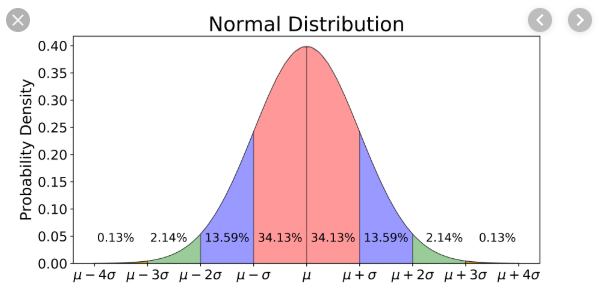 Normal Distribution
Probability Density
0.40
0.35
0.30
0.25
0.20
0.15
0.10
0.05
0.00
0.13% 2.14% 13.59% 34.13% 34.13% 13.59% 2.14% 0.13%
μ − 4σ μ − 3σ μ − 2σ μ − σ μ μ + σ μ + 2σ μ + 3σ μ + 4σ